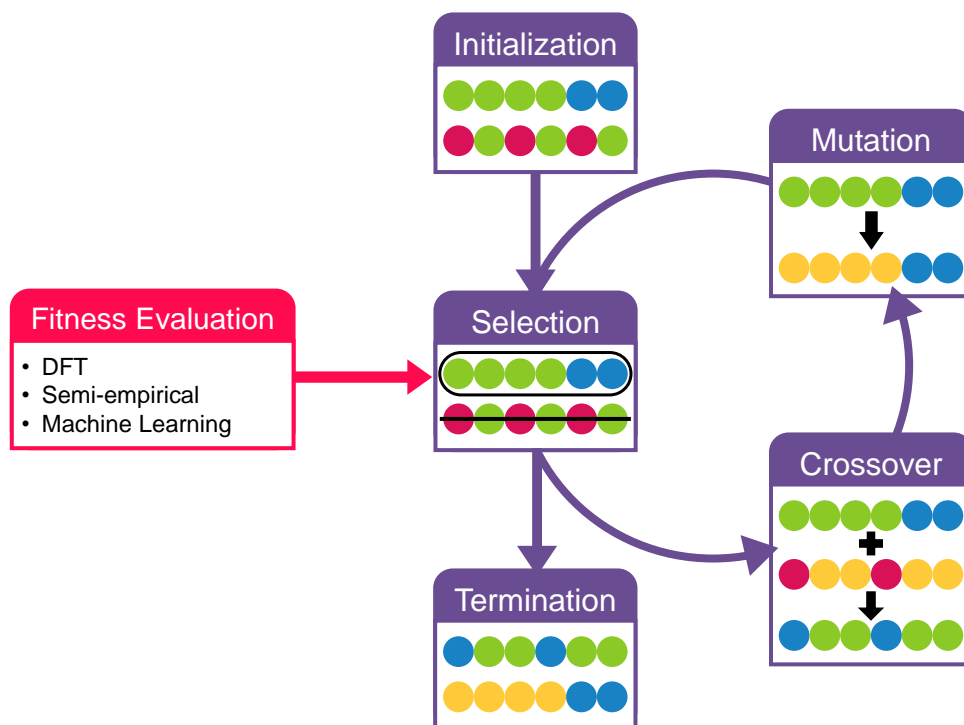 Initialization
Mutation
Fitness Evaluation
• DFT
• Semi-empirical
• Machine Learning
Selection
Crossover
Termination